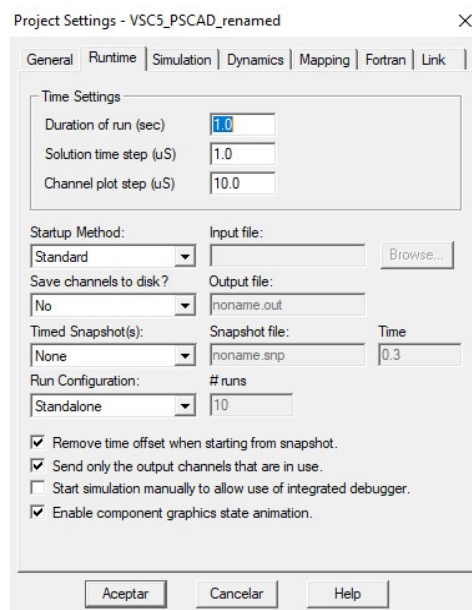 Project Settings - VSC5_PSCAD_renamed
General Runtime Simulation Dynamics Mapping Fortran Link
Time Settings
Duration of run (sec) 1.0
Solution time step (uS) 1.0
Channel plot step (uS) 10.0
Startup Method: Input file:
Standard Browse...
Save channels to disk? Output file:
No noname.out
Timed Snapshot(s): Snapshot file: Time
None noname.snp 0.3
Run Configuration: # runs
Standalone 10
Remove time offset when starting from snapshot.
Send only the output channels that are in use.
Start simulation manually to allow use of integrated debugger.
Enable component graphics state animation.
Aceptar Cancelar Help